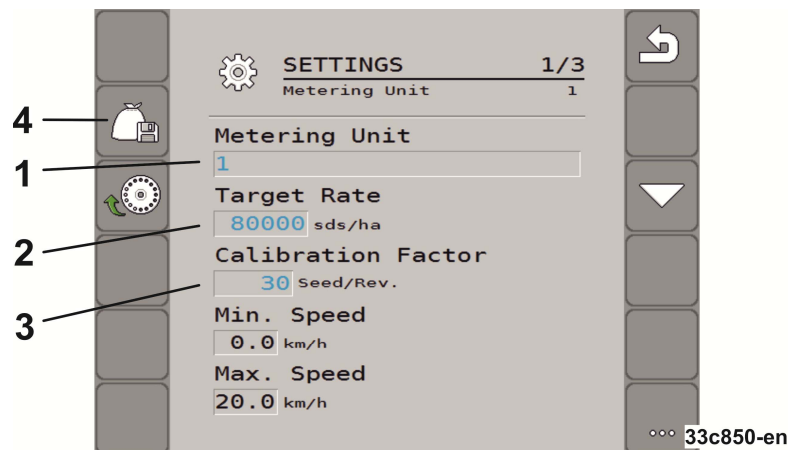 SETTINGS 1/3
Metering Unit 1
4
Metering Unit
1
1
Target Rate
80000 sds/ha
2
Calibration Factor
30 Seed/Rev.
3
Min. Speed
0.0 km/h
Max. Speed
20.0 km/h
33c850-en